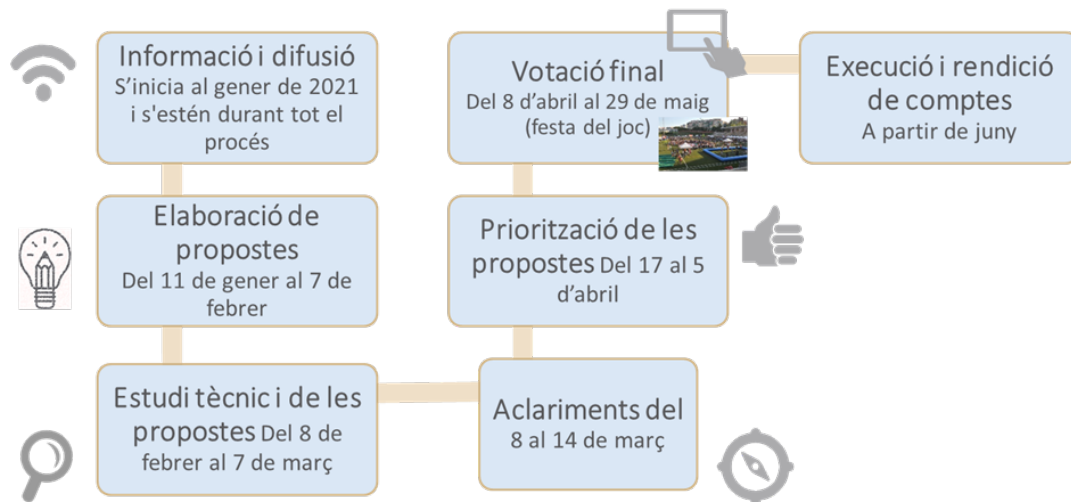 Informació i difusió
S'inicia al gener de 2021
i s'estén durant tot el
procés
Elaboració de
propostes
Del 11 de gener al 7 de
febrer
Estudi tècnic i de les
propostes Del 8 de
febrer al 7 de març
Aclariments del
8 al 14 de març
Priorització de les
propostes Del 17 al 5
d'abril
Votació final
Del 8 d'abril al 29 de maig
(festa del joc)
Execució i rendició
de comptes
A partir de juny